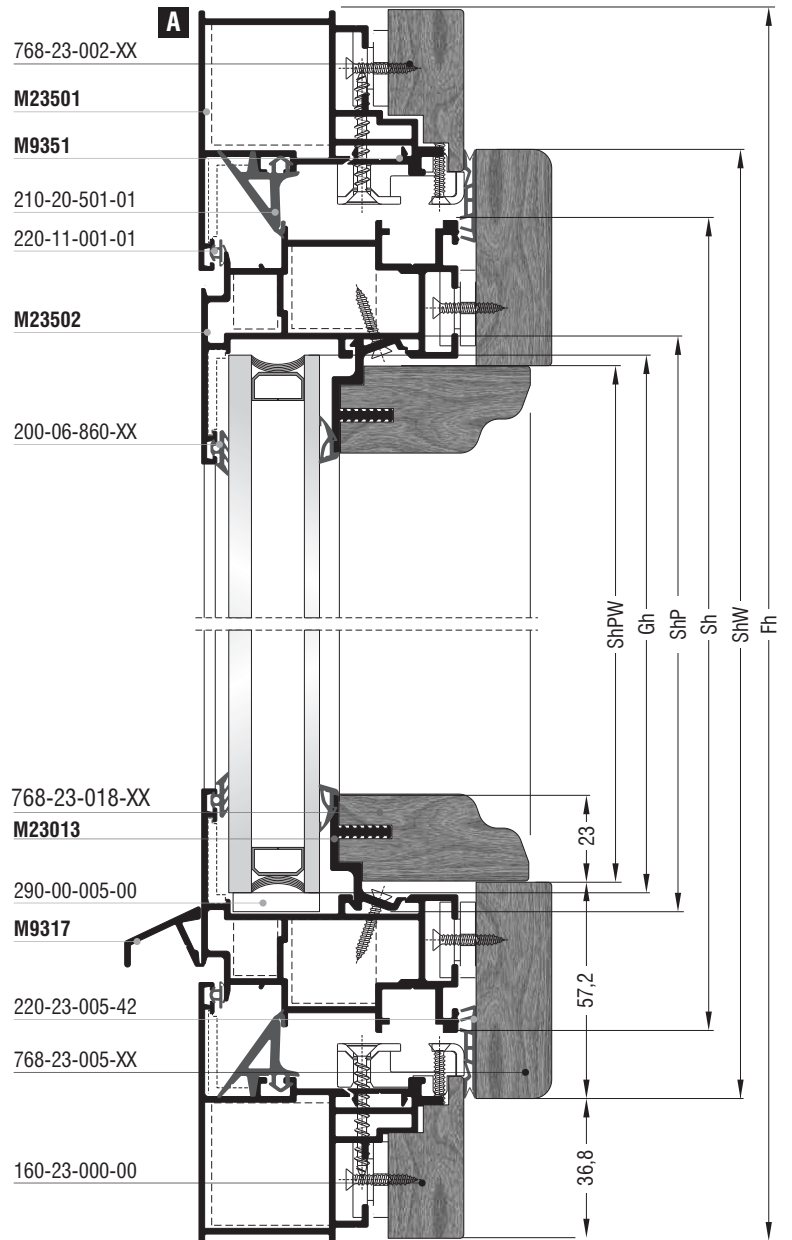 A
768-23-002-XX
M23501
M9351
210-20-501-01
220-11-001-01
M23502
200-06-860-XX
ShPW
Gh
ShP
Sh
ShW
Fh
768-23-018-XX
M23013
290-00-005-00
M9317
220-23-005-42
768-23-005-XX
160-23-000-00
23
57,2
36,8